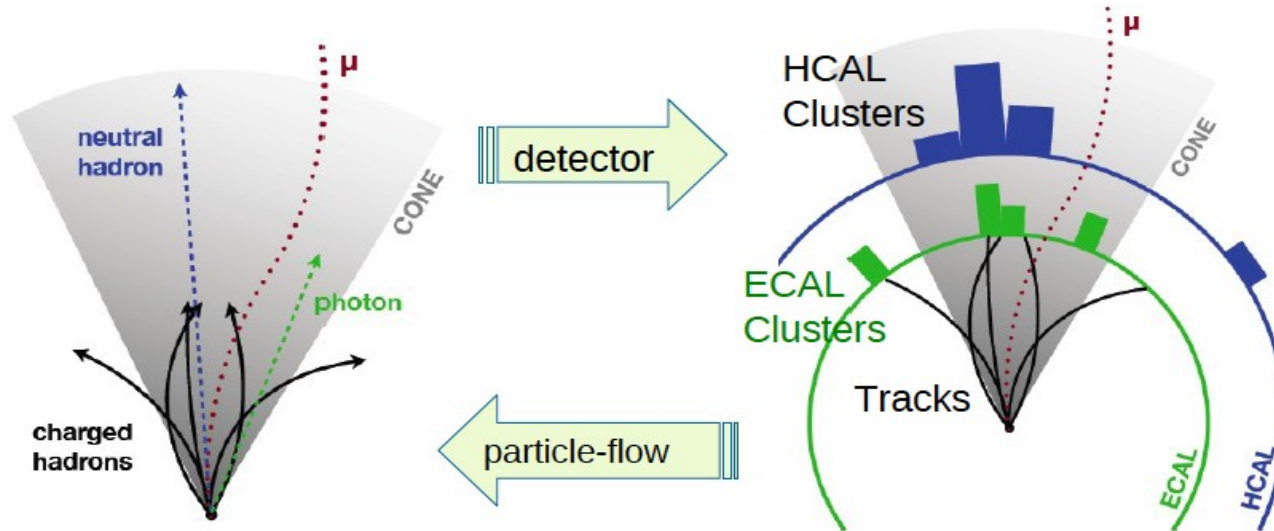 μ
neutral
hadron
CONE
photon
charged
hadrons
detector
particle-flow
μ
HCAL
Clusters
CONE
ECAL
Clusters
Tracks
ECAL
HCAL